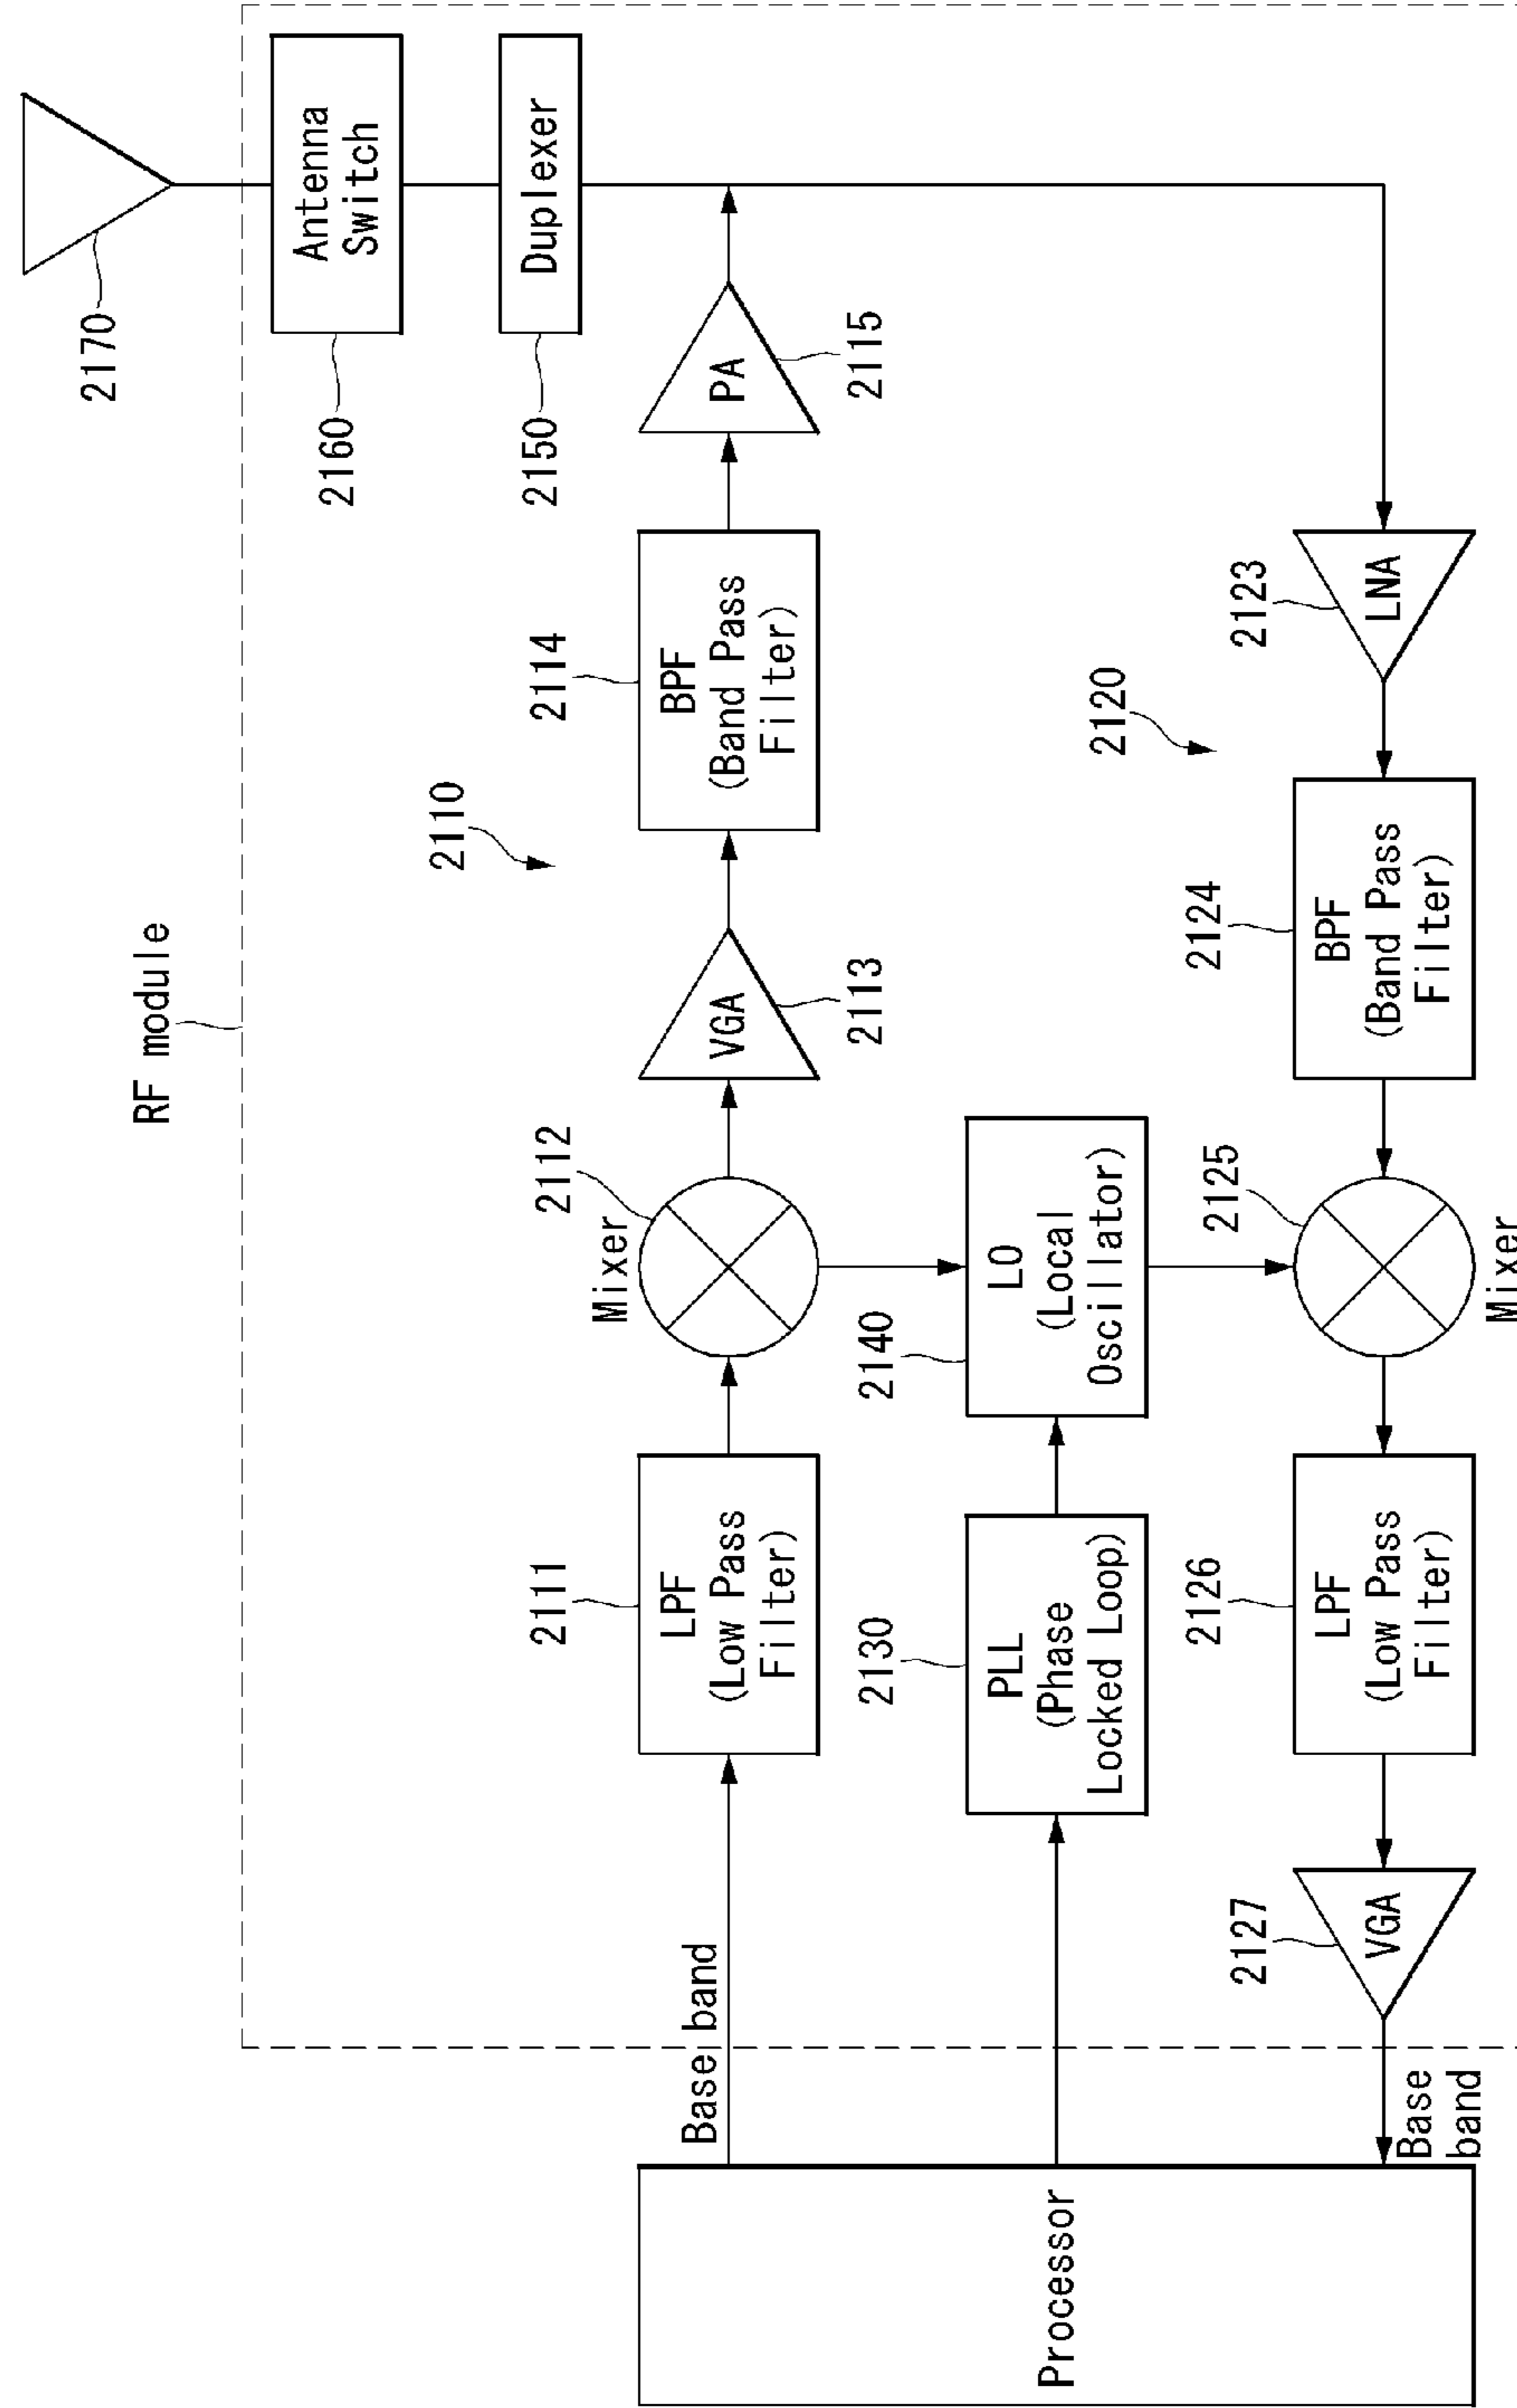 RF module
2170
Antenna
Switch
2160
Duplexer
2150
2110
Base band
2111
LPF
(Low Pass
Filter)
Mixer
2112
VGA
2113
2114
BPF
(Band Pass
Filter)
PA
2115
Processor
2130
PLL
(Phase
Locked Loop)
2140
LO
(Local
Oscillator)
2120
Base
band
2127
VGA
2126
LPF
(Low Pass
Filter)
2125
Mixer
2124
BPF
(Band Pass
Filter)
2123
LNA